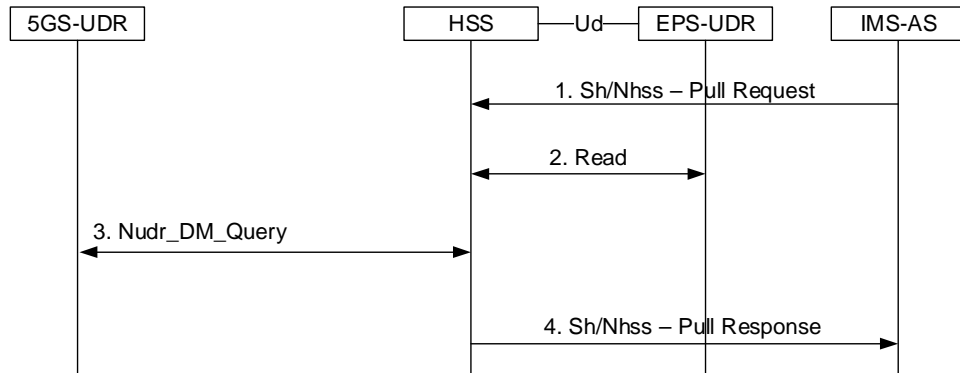 5GS-UDR
HSS
Ud
EPS-UDR
IMS-AS
1. Sh/Nhss – Pull Request
2. Read
3. Nudr_DM_Query
4. Sh/Nhss – Pull Response